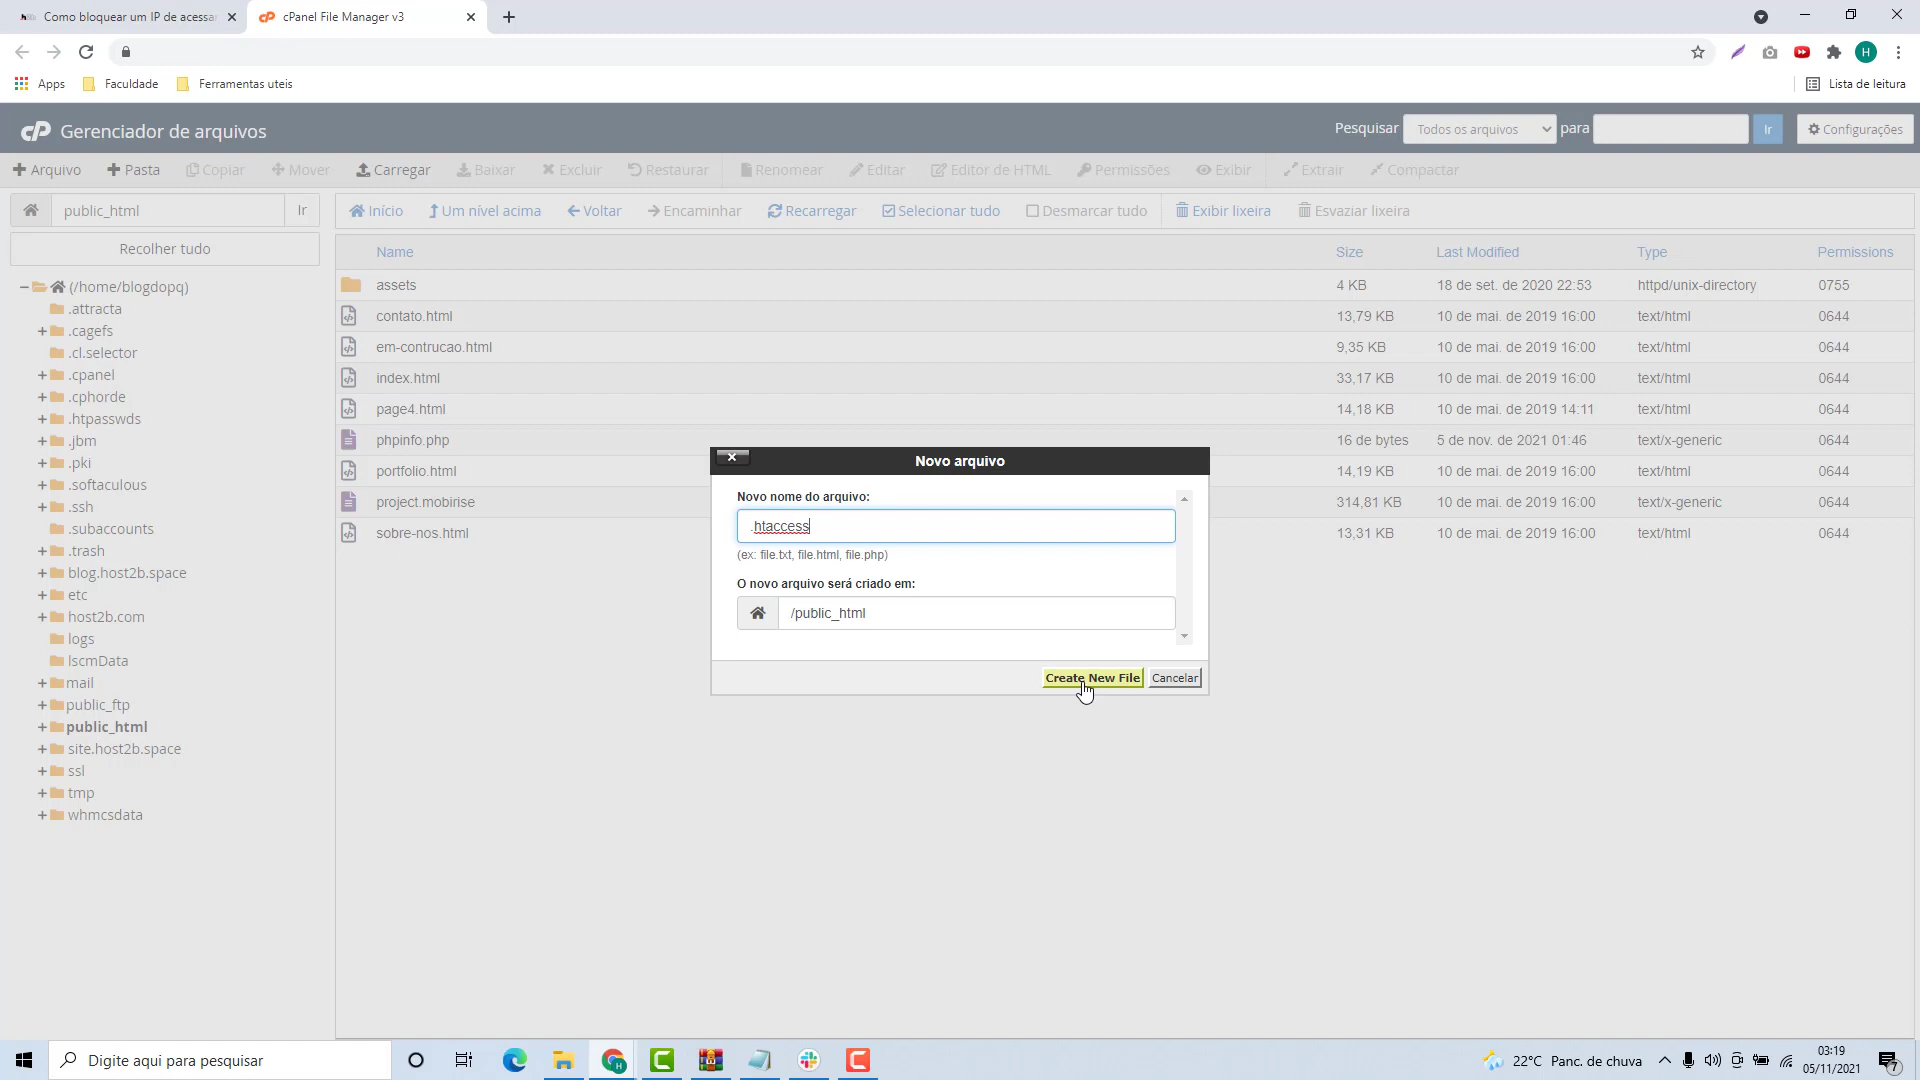 Como bloquear um IP de acessar
cPanel File Manager v3
H
Apps
Faculdade
Ferramentas uteis
Lista de leitura
cP Gerenciador de arquivos
Pesquisar
Todos os arquivos
para
Ir
Configurações
Arquivo
Pasta
Copiar
Mover
Carregar
Baixar
Excluir
Restaurar
Renomear
Editar
Editor de HTML
Permissões
Exibir
Extrair
Compactar
public_html
Ir
Início
Um nível acima
Voltar
Encaminhar
Recarregar
Selecionar tudo
Desmarcar tudo
Exibir lixeira
Esvaziar lixeira
Recolher tudo
(/home/blogdopq)
.attracta
.cagefs
.cl.selector
.cpanel
.cphorde
.htpasswds
.jbm
.pki
.softaculous
.ssh
.subaccounts
.trash
blog.host2b.space
etc
host2b.com
logs
lscmData
mail
public_ftp
public_html
site.host2b.space
ssl
tmp
whmcsdata
Name Size Last Modified Type Permissions
assets 4 KB 18 de set. de 2020 22:53 httpd/unix-directory 0755
contato.html 13,79 KB 10 de mai. de 2019 16:00 text/html 0644
em-contrucao.html 9,35 KB 10 de mai. de 2019 16:00 text/html 0644
index.html 33,17 KB 10 de mai. de 2019 16:00 text/html 0644
page4.html 14,18 KB 10 de mai. de 2019 14:11 text/html 0644
phpinfo.php 16 de bytes 5 de nov. de 2021 01:46 text/x-generic 0644
portfolio.html 14,19 KB 10 de mai. de 2019 16:00 text/html 0644
project.mobirise 314,81 KB 10 de mai. de 2019 16:00 text/x-generic 0644
sobre-nos.html 13,31 KB 10 de mai. de 2019 16:00 text/html 0644
Novo arquivo
Novo nome do arquivo:
.htaccess
(ex: file.txt, file.html, file.php)
O novo arquivo será criado em:
/public_html
Create New File
Cancelar
Digite aqui para pesquisar
22°C Panc. de chuva
03:19
05/11/2021
7